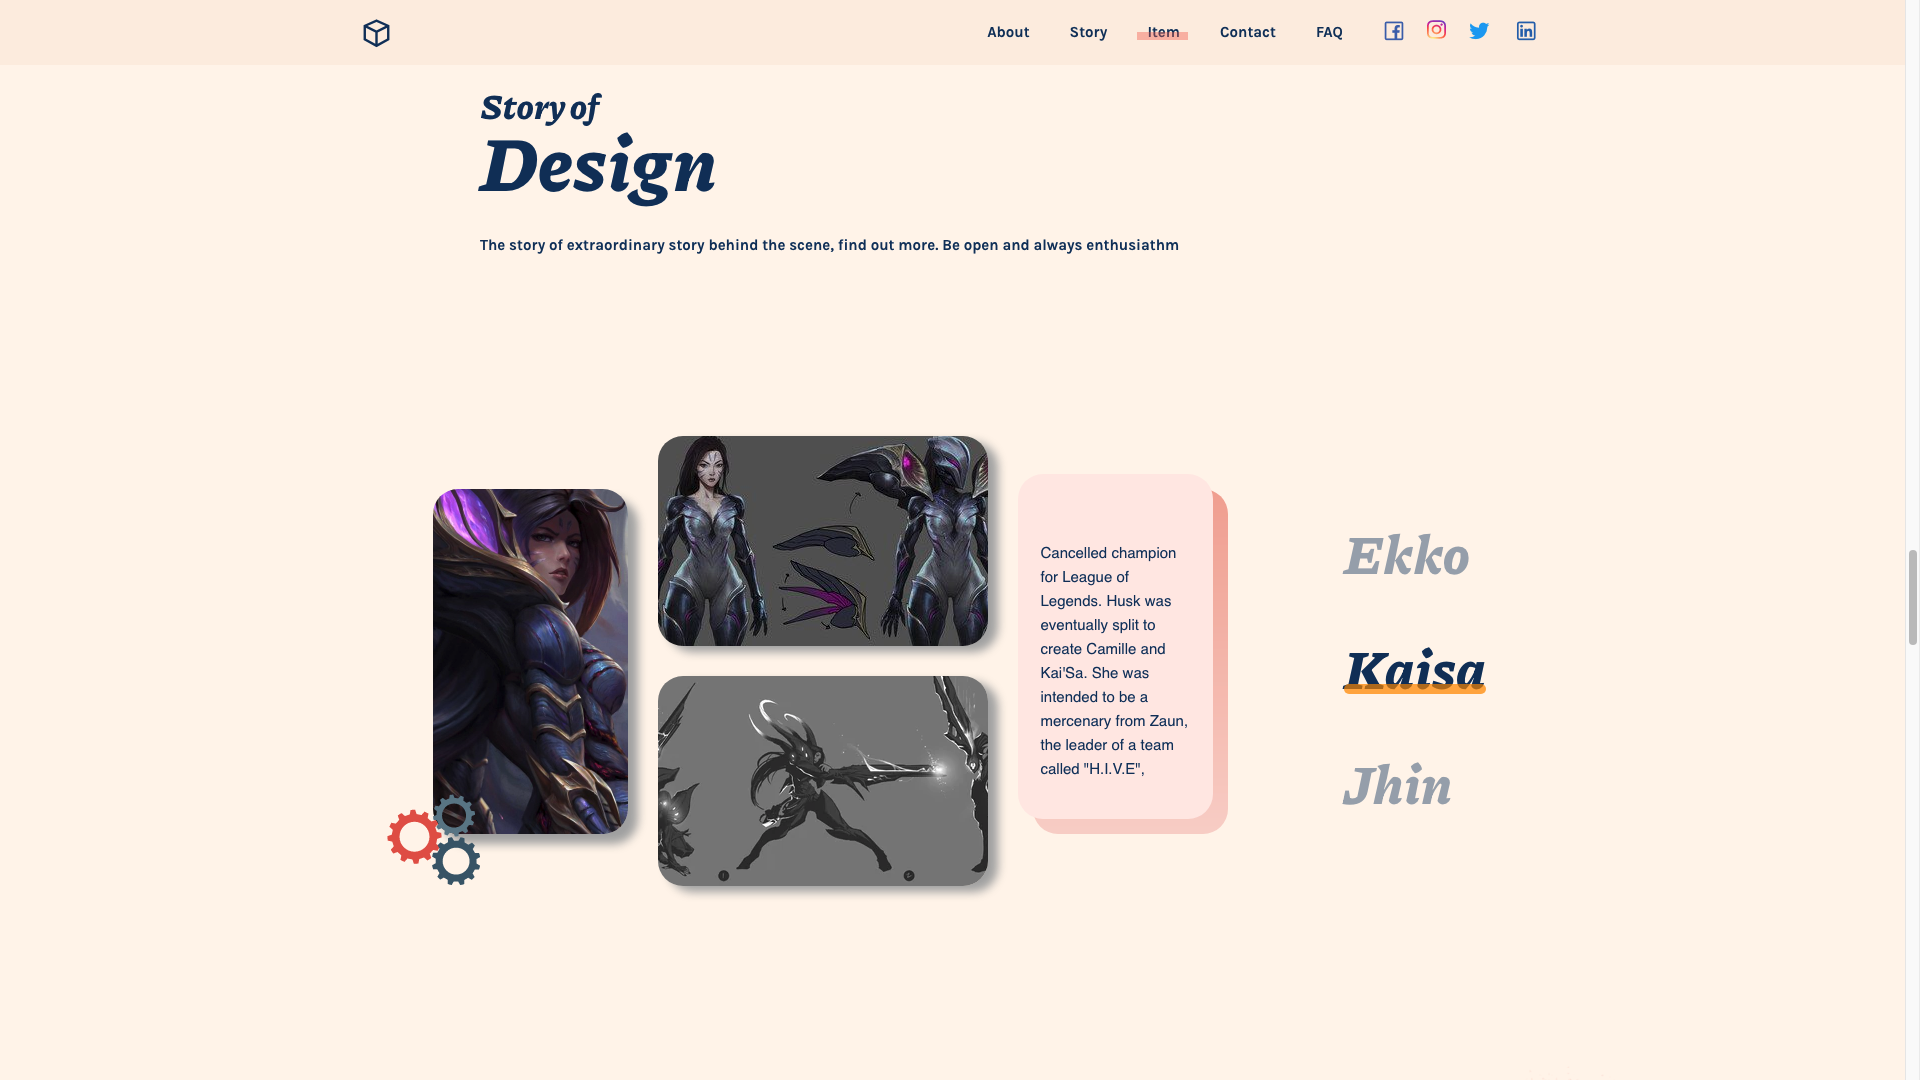 About Story Item Contact FAQ
Story of
Design
The story of extraordinary story behind the scene, find out more. Be open and always enthusiathm
Cancelled champion
for League of
Legends. Husk was
eventually split to
create Camille and
Kai'Sa. She was
intended to be a
mercenary from Zaun,
the leader of a team
called "H.I.V.E",
Ekko
Kaisa
Jhin